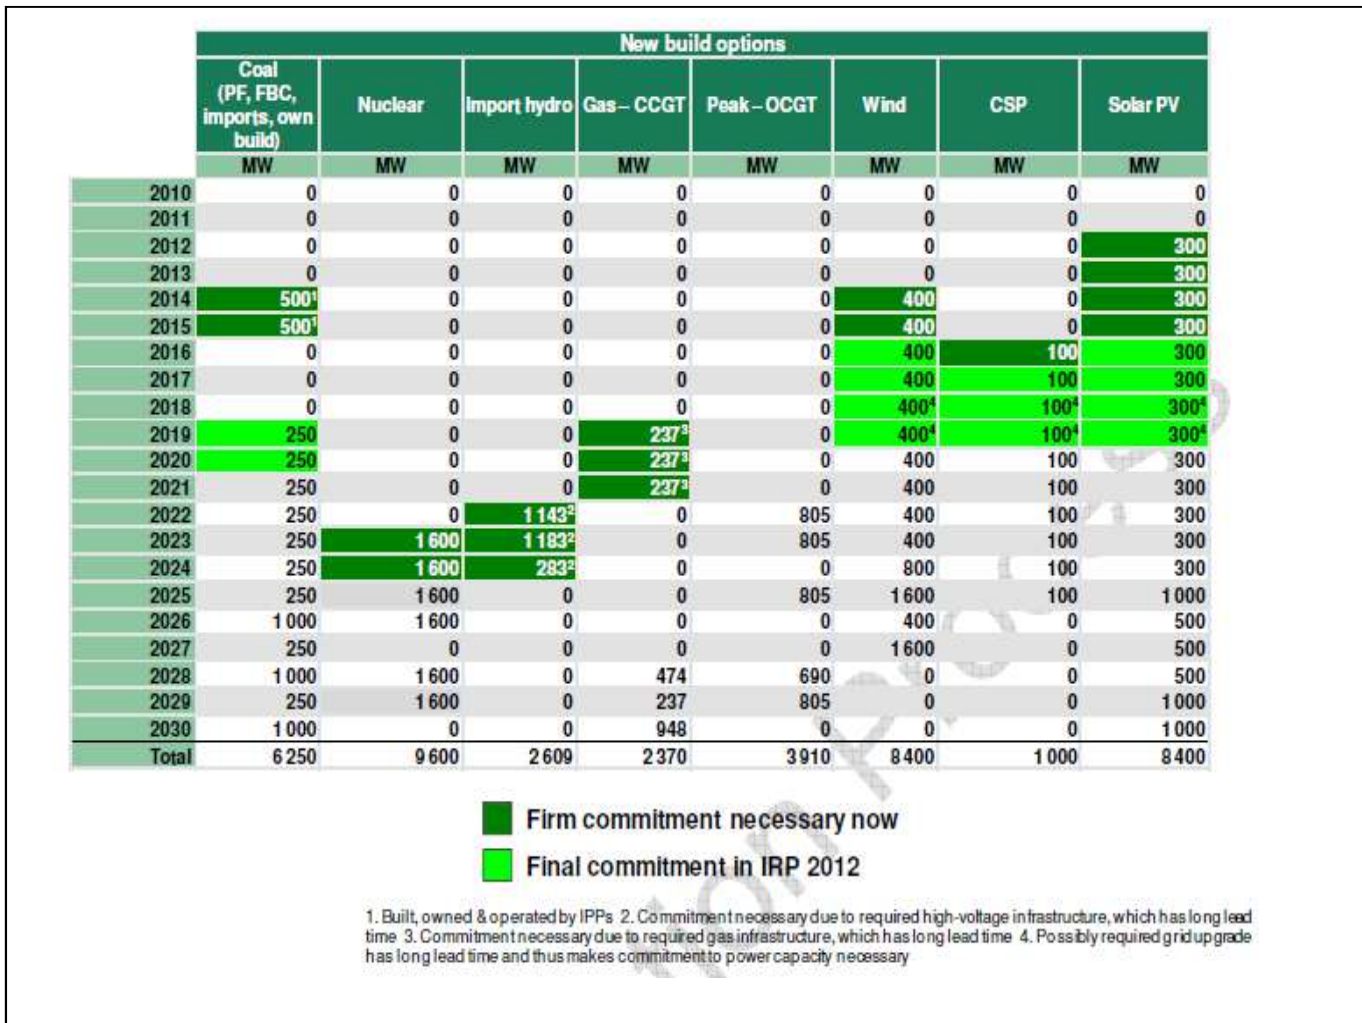 New build options
Coal (PF, FBC, imports, own build) Nuclear Import hydro Gas – CCGT Peak – OCGT Wind CSP Solar PV
MW MW MW MW MW MW MW MW
2010 0 0 0 0 0 0 0 0
2011 0 0 0 0 0 0 0 0
2012 0 0 0 0 0 0 0 300
2013 0 0 0 0 0 0 0 300
2014 500¹ 0 0 0 0 400 0 300
2015 500¹ 0 0 0 0 400 0 300
2016 0 0 0 0 0 400 100 300
2017 0 0 0 0 0 400 100 300
2018 0 0 0 0 0 400⁴ 100⁴ 300⁴
2019 250 0 0 237³ 0 400⁴ 100⁴ 300⁴
2020 250 0 0 237³ 0 400 100 300
2021 250 0 0 237³ 0 400 100 300
2022 250 0 1 143² 0 805 400 100 300
2023 250 1 600 1 183² 0 805 400 100 300
2024 250 1 600 283² 0 0 800 100 300
2025 250 1 600 0 0 805 1 600 100 1 000
2026 1 000 1 600 0 0 0 400 0 500
2027 250 0 0 0 0 1 600 0 500
2028 1 000 1 600 0 474 690 0 0 500
2029 250 1 600 0 237 805 0 0 1 000
2030 1 000 0 0 948 0 0 0 1 000
Total 6 250 9 600 2 609 2 370 3 910 8 400 1 000 8 400
Firm commitment necessary now
Final commitment in IRP 2012
1. Built, owned & operated by IPPs 2. Commitment necessary due to required high-voltage infrastructure, which has long lead
time 3. Commitment necessary due to required gas infrastructure, which has long lead time 4. Possibly required grid upgrade
has long lead time and thus makes commitment to power capacity necessary